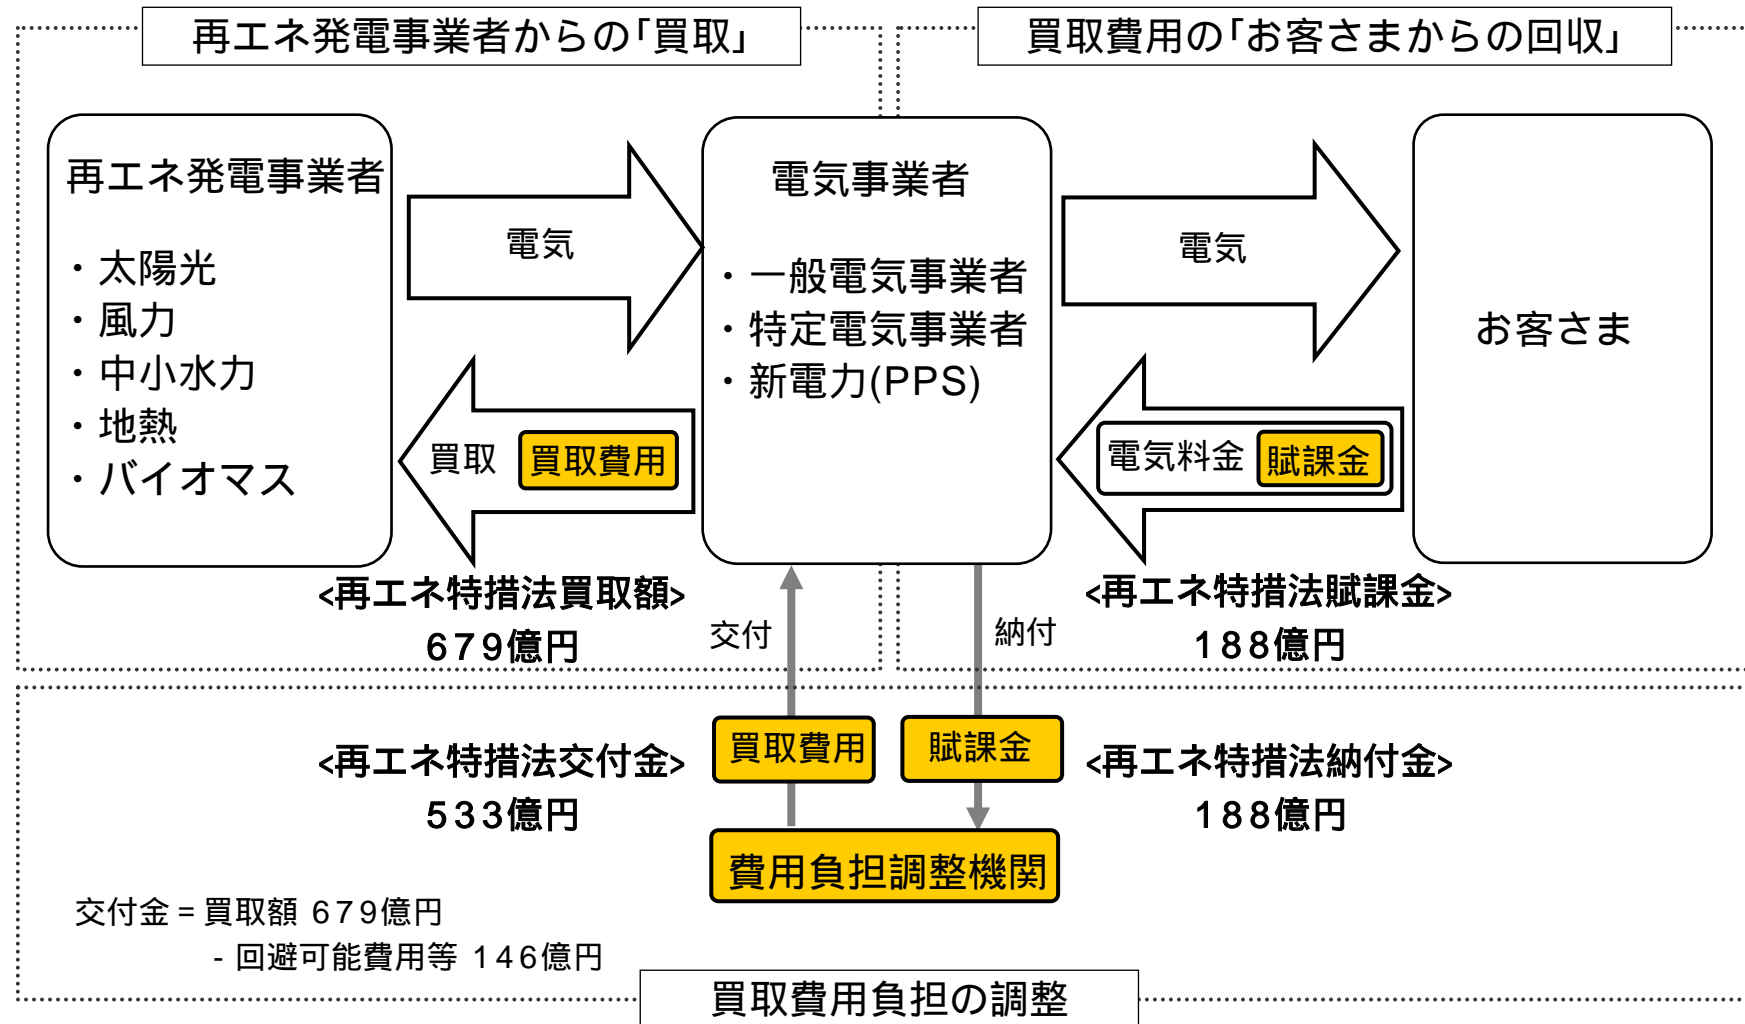 再エネ発電事業者からの「買取」
買取費用の「お客さまからの回収」
再エネ発電事業者
・太陽光
・風力
・中小水力
・地熱
・バイオマス
電気
買取 買取費用
電気事業者
・一般電気事業者
・特定電気事業者
・新電力(PPS)
電気
電気料金 賦課金
お客さま
<再エネ特措法買取額>
679億円
交付
納付
<再エネ特措法賦課金>
188億円
<再エネ特措法交付金>
533億円
買取費用
賦課金
<再エネ特措法納付金>
188億円
費用負担調整機関
交付金=買取額 679億円
-回避可能費用等 146億円
買取費用負担の調整